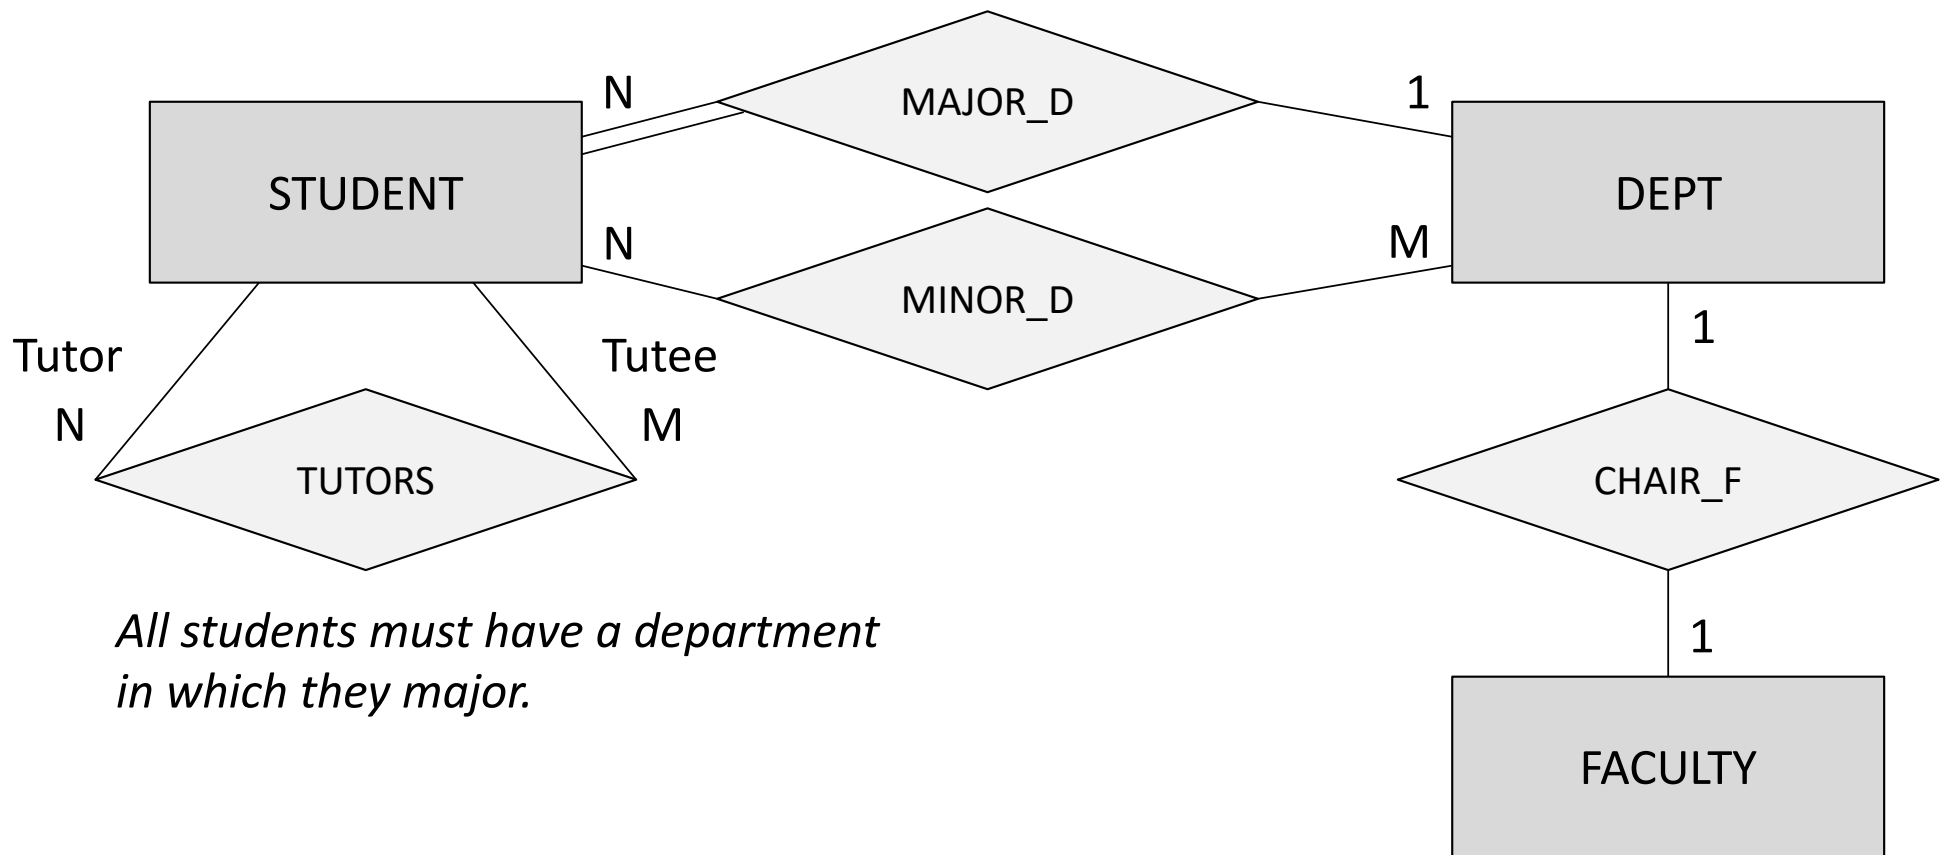 N
MAJOR_D
1
STUDENT
DEPT
N
MINOR_D
M
1
Tutor
Tutee
N
M
TUTORS
CHAIR_F
All students must have a department
in which they major.
1
FACULTY